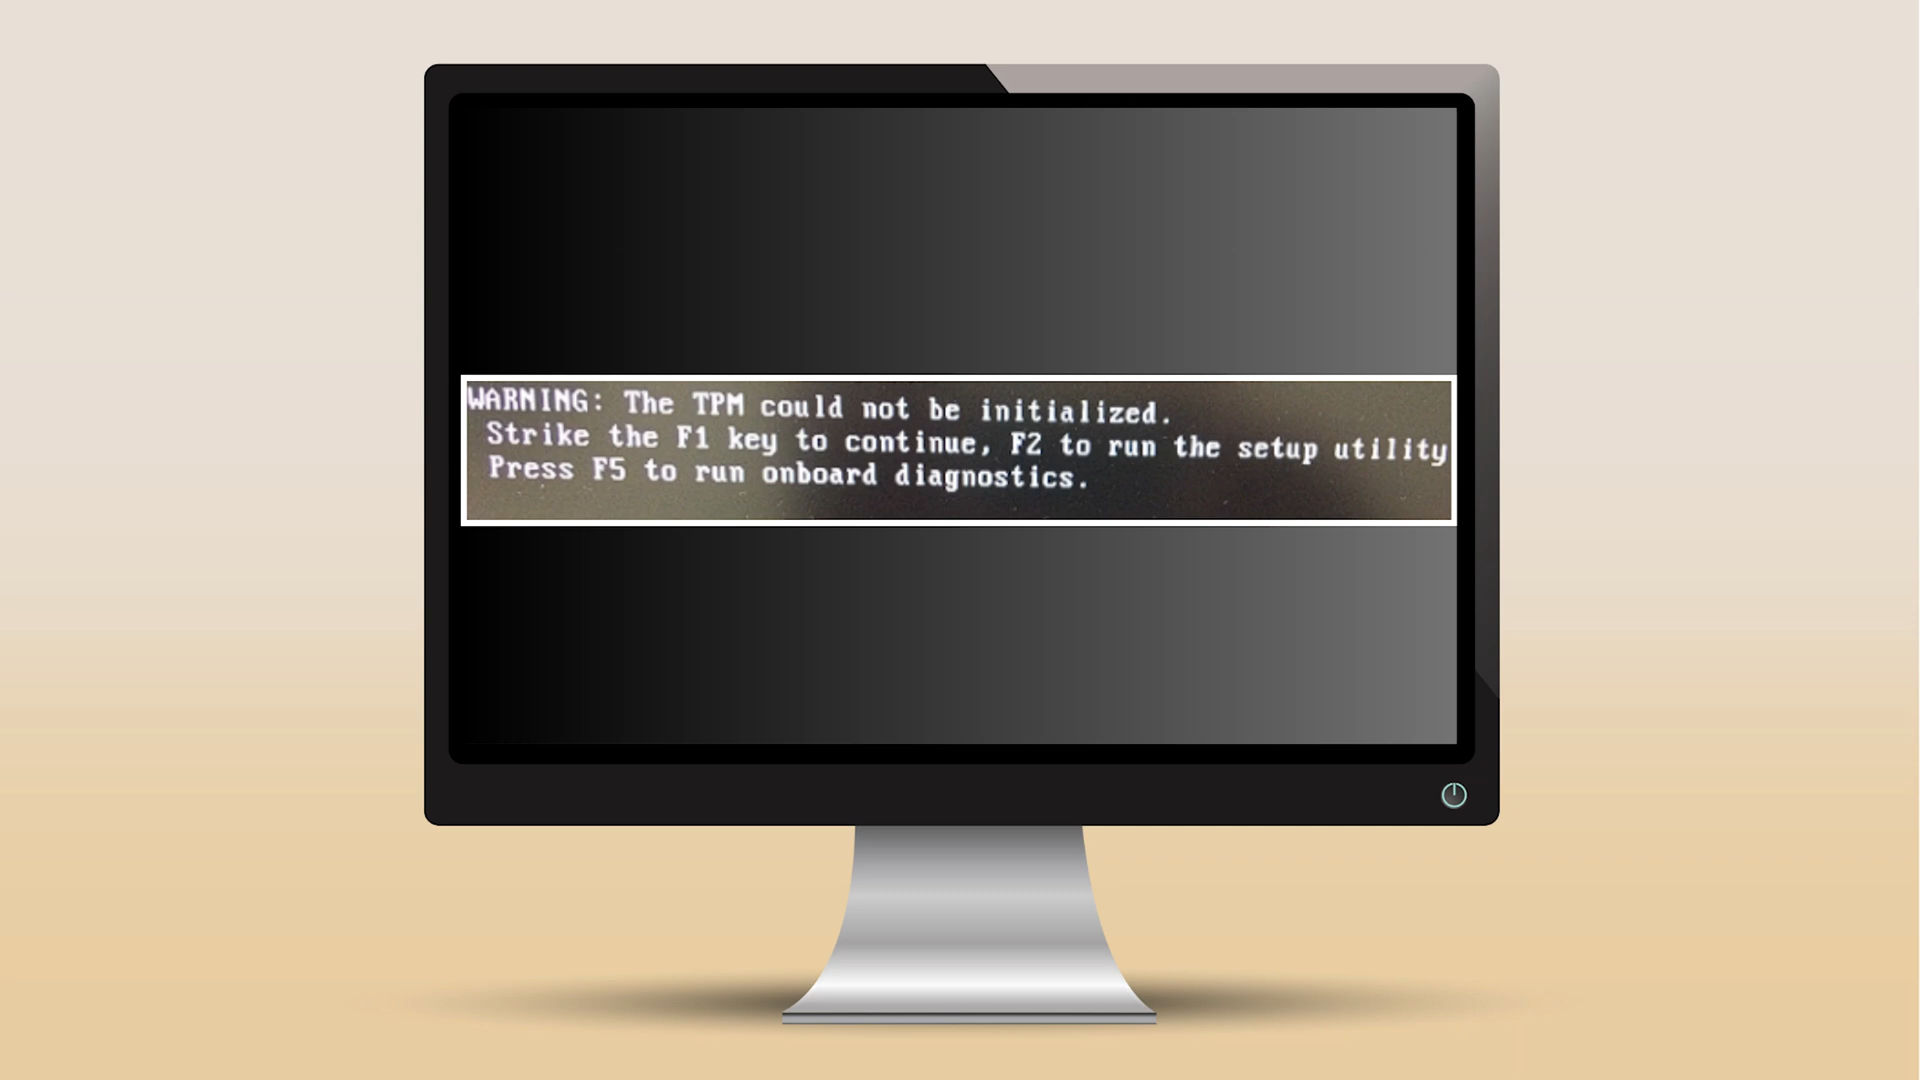 WARNING: The TPM could not be initialized.
Strike the F1 key to continue, F2 to run the setup utility
Press F5 to run onboard diagnostics.